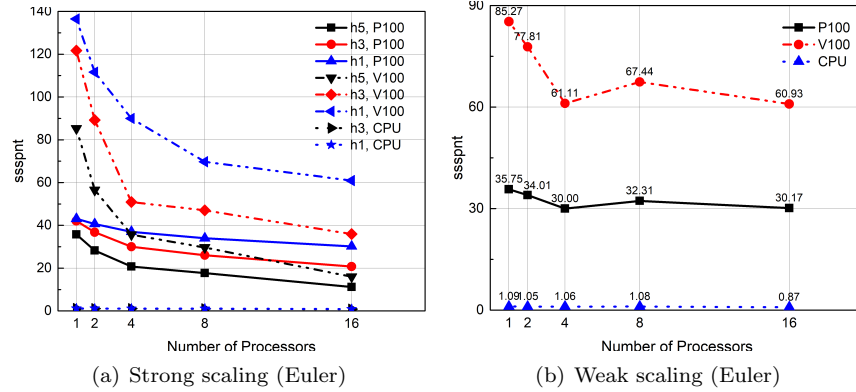 140
120
100
80
60
40
20
0
ssspnt
1 2 4 8 16
Number of Processors
h5, P100
h3, P100
h1, P100
h5, V100
h3, V100
h1, V100
h3, CPU
h1, CPU
(a) Strong scaling (Euler)
90
60
30
0
ssspnt
85.27
77.81
61.11
67.44
60.93
35.75
34.01
30.00
32.31
30.17
1.09
1.05
1.06
1.08
0.87
1 2 4 8 16
Number of Processors
P100
V100
CPU
(b) Weak scaling (Euler)